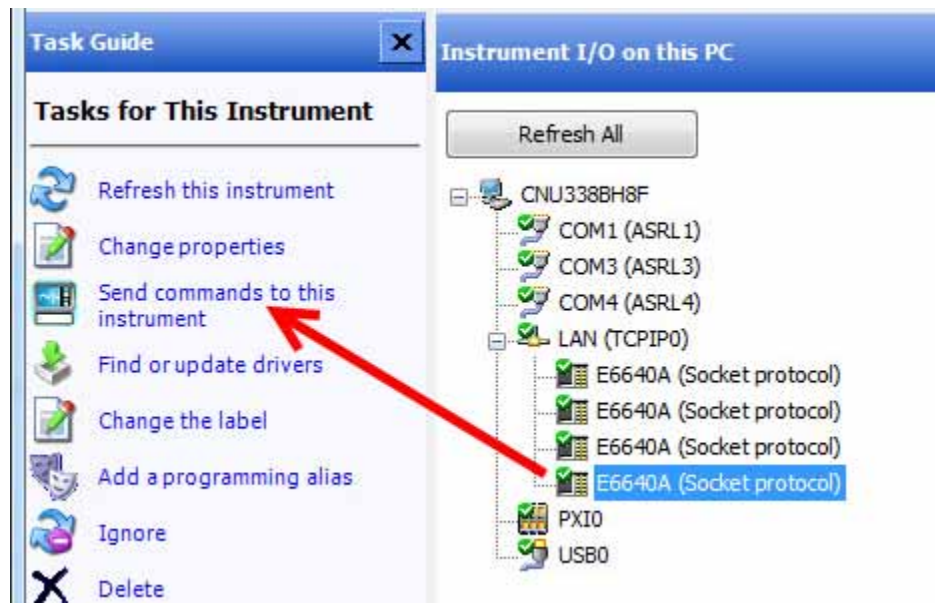 Task Guide
Tasks for This Instrument
Refresh this instrument
Change properties
Send commands to this
instrument
Find or update drivers
Change the label
Add a programming alias
Ignore
Delete
Instrument I/O on this PC
Refresh All
CNU338BH8F
COM1 (ASRL1)
COM3 (ASRL3)
COM4 (ASRL4)
LAN (TCPIP0)
E6640A (Socket protocol)
E6640A (Socket protocol)
E6640A (Socket protocol)
E6640A (Socket protocol)
PXI0
USB0